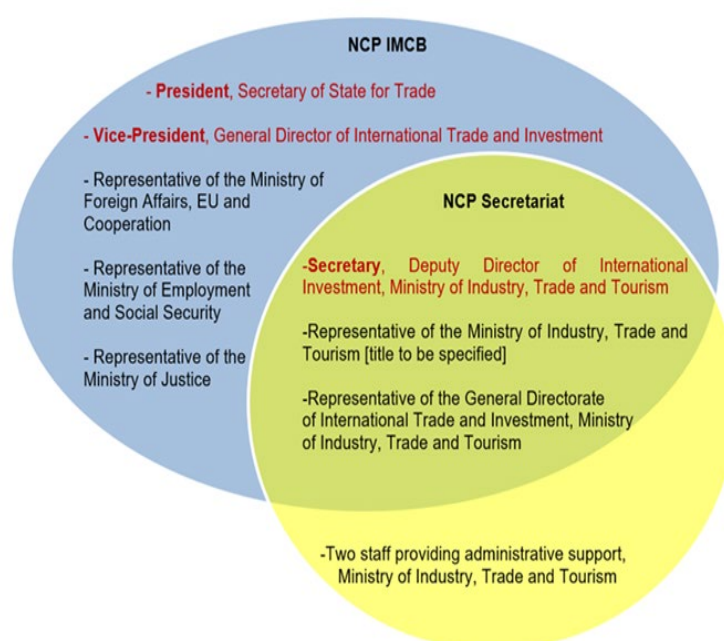 NCP IMCB
- President, Secretary of State for Trade
- Vice-President, General Director of International Trade and Investment
- Representative of the Ministry of
Foreign Affairs, EU and
Cooperation
- Representative of the
Ministry of Employment
and Social Security
- Representative of the
Ministry of Justice
NCP Secretariat
-Secretary, Deputy Director of International
Investment, Ministry of Industry, Trade and Tourism
-Representative of the Ministry of Industry, Trade and
Tourism [title to be specified]
-Representative of the General Directorate
of International Trade and Investment, Ministry
of Industry, Trade and Tourism
-Two staff providing administrative support,
Ministry of Industry, Trade and Tourism